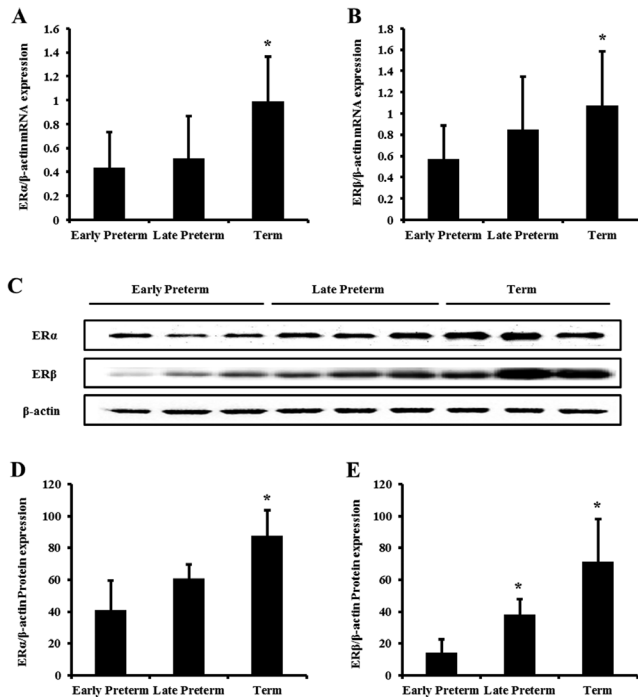 A
ERα/β-actin mRNA expression
1.6
1.4
1.2
1
0.8
0.6
0.4
0.2
0
*
Early Preterm Late Preterm Term
B
ERβ/β-actin mRNA expression
1.8
1.6
1.4
1.2
1
0.8
0.6
0.4
0.2
0
*
Early Preterm Late Preterm Term
C
Early Preterm Late Preterm Term
ERα
ERβ
β-actin
D
ERα/β-actin Protein expression
120
100
80
60
40
20
0
*
Early Preterm Late Preterm Term
E
ERβ/β-actin Protein expression
120
100
80
60
40
20
0
*
*
Early Preterm Late Preterm Term